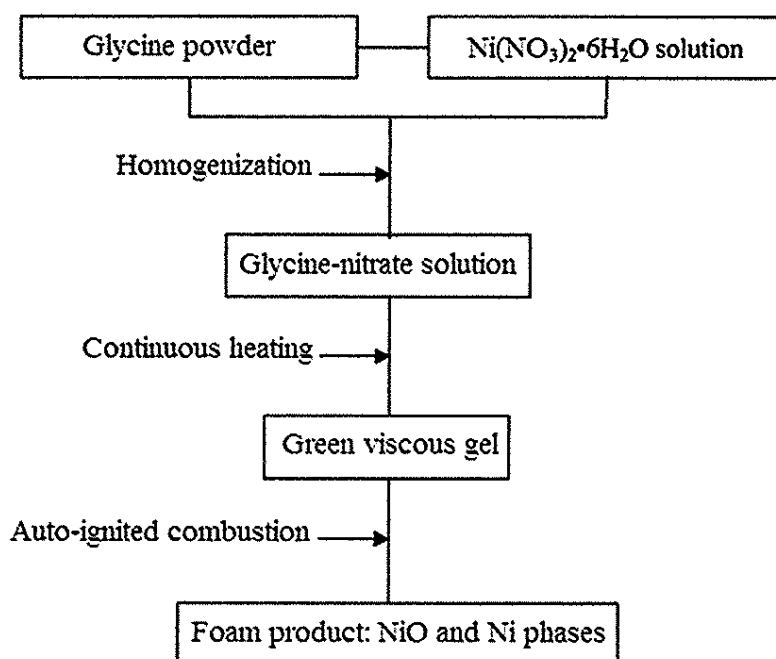 Glycine powder
Ni(NO₃)₂•6H₂O solution
Homogenization
Glycine-nitrate solution
Continuous heating
Green viscous gel
Auto-ignited combustion
Foam product: NiO and Ni phases